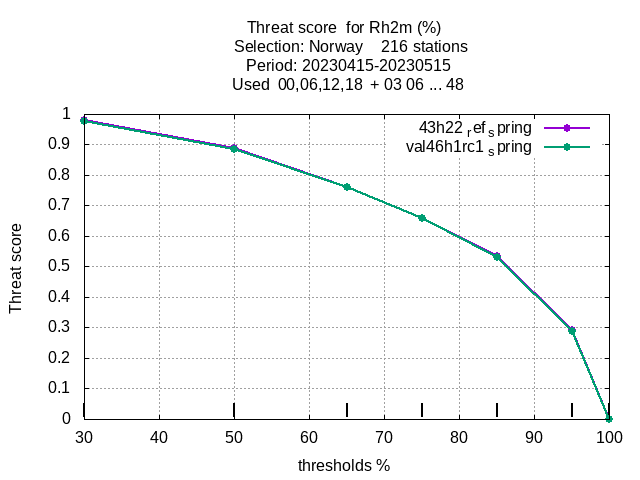 Threat score  for Rh2m (%)
Selection: Norway    216 stations
Period: 20230415-20230515
Used  00,06,12,18  + 03 06 ... 48
43h22 ref spring
val46h1rc1 spring
Threat score
1
0.9
0.8
0.7
0.6
0.5
0.4
0.3
0.2
0.1
0
30 40 50 60 70 80 90 100
thresholds %